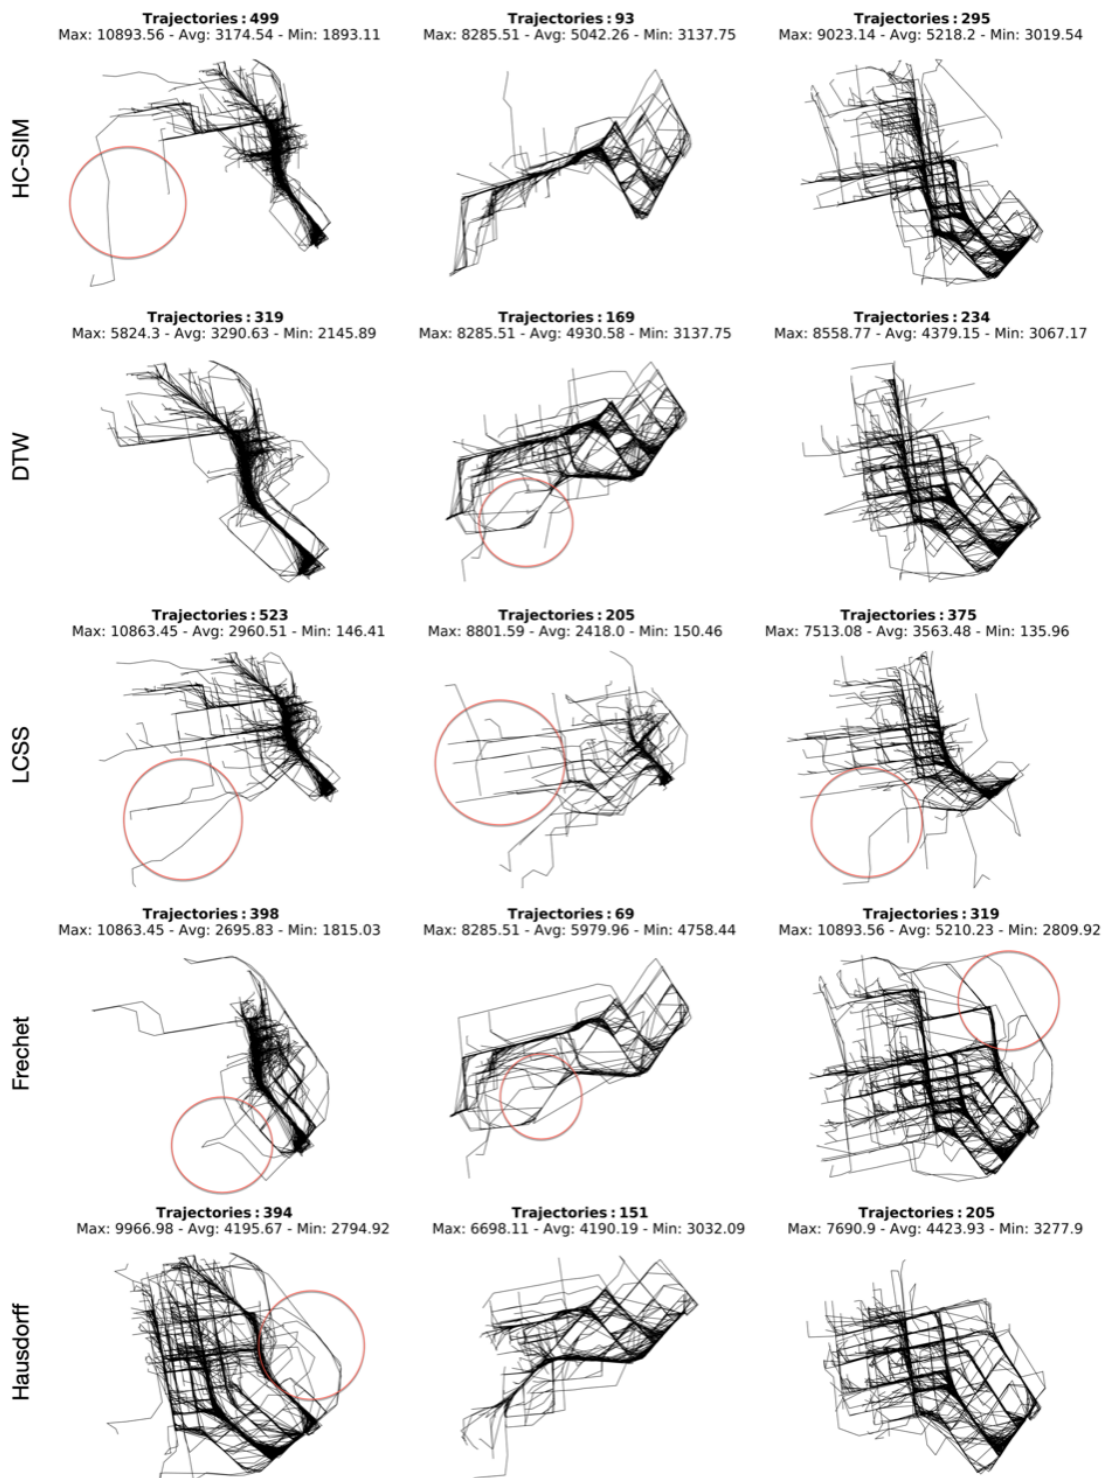 Trajectories: 499
Max: 10893.56 - Avg: 3174.54 - Min: 1893.11
Trajectories: 93
Max: 8285.51 - Avg: 5042.26 - Min: 3137.75
Trajectories: 295
Max: 9023.14 - Avg: 5218.2 - Min: 3019.54
HC-SIM
Trajectories: 319
Max: 5824.3 - Avg: 3290.63 - Min: 2145.89
Trajectories: 169
Max: 8285.51 - Avg: 4930.58 - Min: 3137.75
Trajectories: 234
Max: 8558.77 - Avg: 4379.15 - Min: 3067.17
DTW
Trajectories: 523
Max: 10863.45 - Avg: 2960.51 - Min: 146.41
Trajectories: 205
Max: 8801.59 - Avg: 2418.0 - Min: 150.46
Trajectories: 375
Max: 7513.08 - Avg: 3563.48 - Min: 135.96
LCSS
Trajectories: 398
Max: 10863.45 - Avg: 2695.83 - Min: 1815.03
Trajectories: 69
Max: 8285.51 - Avg: 5979.96 - Min: 4758.44
Trajectories: 319
Max: 10893.56 - Avg: 5210.23 - Min: 2809.92
Frechet
Trajectories: 394
Max: 9966.98 - Avg: 4195.67 - Min: 2794.92
Trajectories: 151
Max: 6698.11 - Avg: 4190.19 - Min: 3032.09
Trajectories: 205
Max: 7690.9 - Avg: 4423.93 - Min: 3277.9
Hausdorff